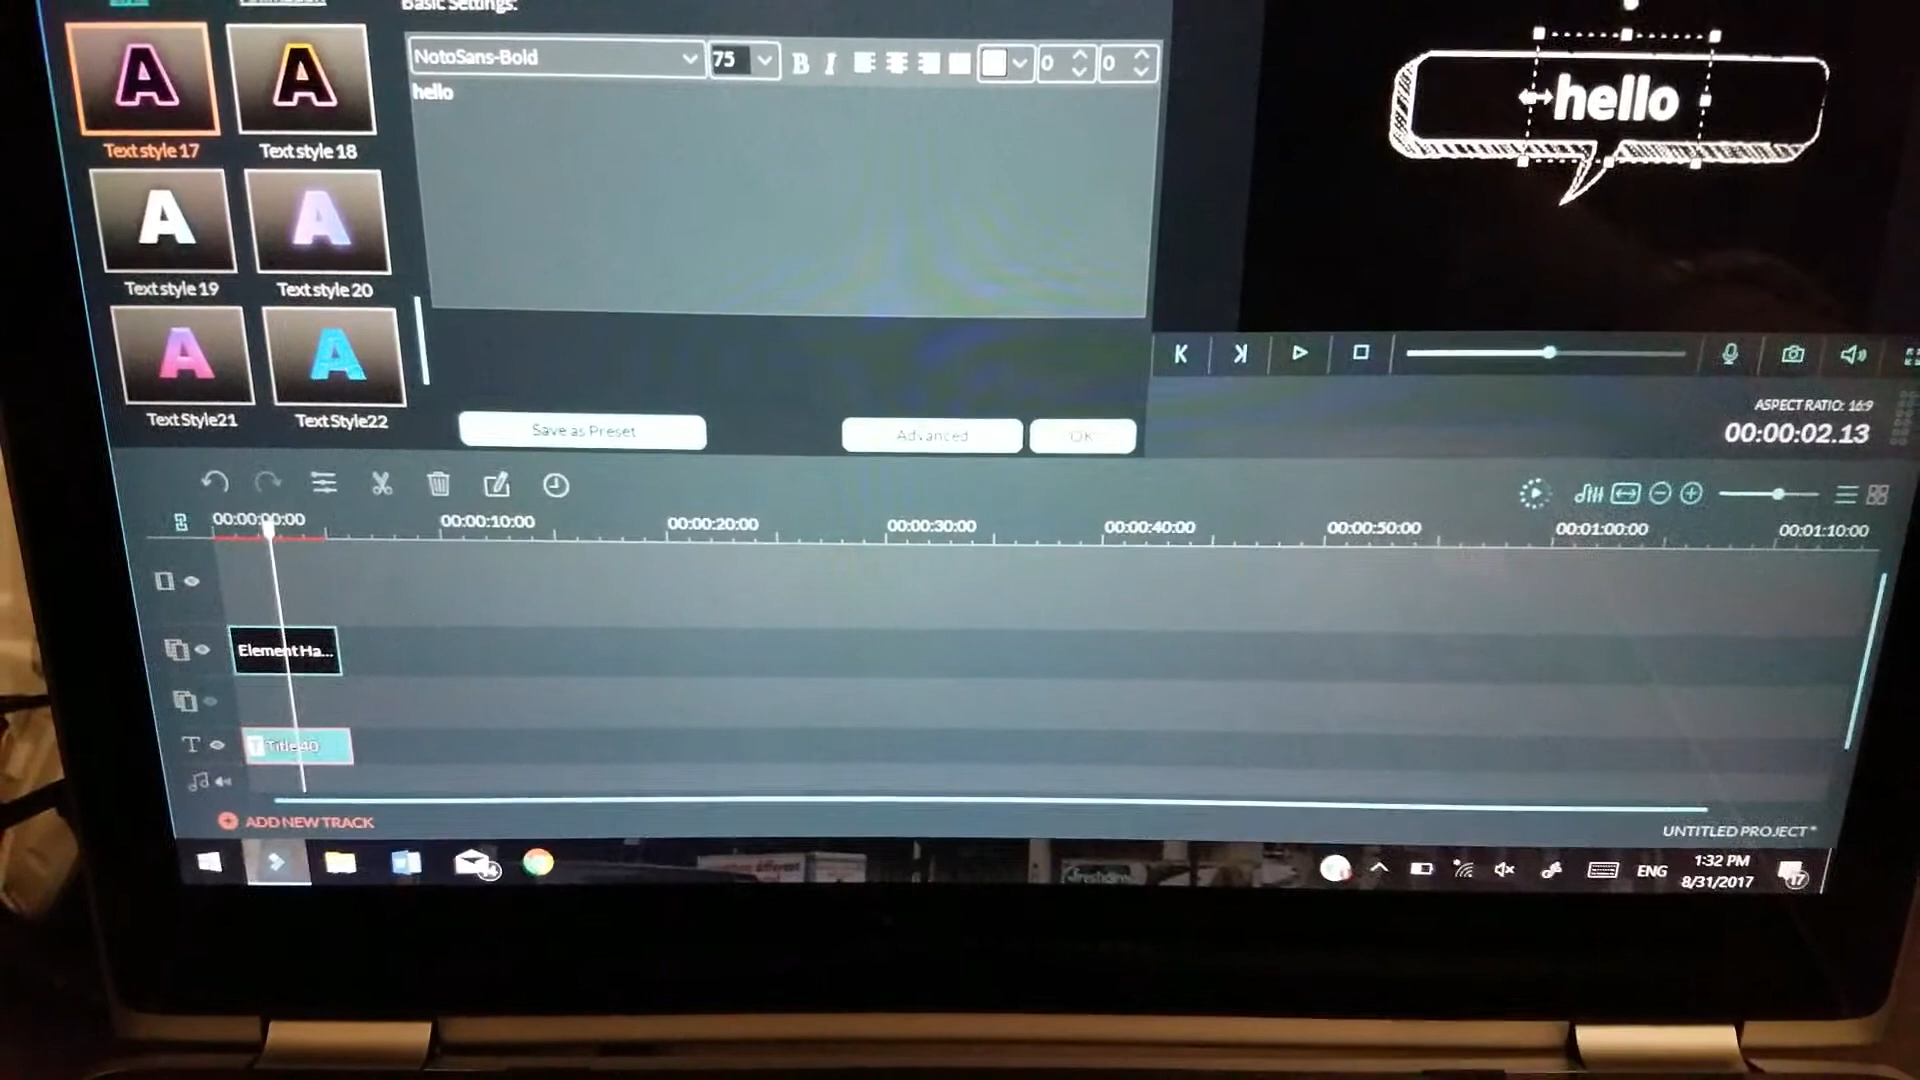 Basic Settings:
NotoSans-Bold
75
B
I
0
0
hello
hello
Text style 17
Text style 18
Text style 19
Text style 20
Text Style21
Text Style22
Save as Preset
Advanced
OK
ASPECT RATIO: 16:9
00:00:02.13
00:00:00:00
00:00:10:00
00:00:20:00
00:00:30:00
00:00:40:00
00:00:50:00
00:01:00:00
00:01:10:00
Element Ha...
T Title 40
ADD NEW TRACK
UNTITLED PROJECT*
ENG
1:32 PM
8/31/2017
17